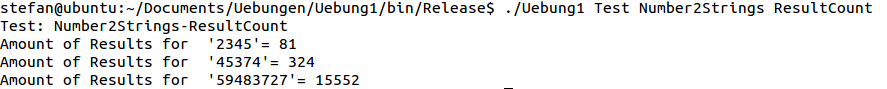 stefan@ubuntu:~/Documents/Uebungen/Uebung1/bin/Release$ ./Uebung1 Test Number2Strings ResultCount
Test: Number2Strings-ResultCount
Amount of Results for  '2345'= 81
Amount of Results for  '45374'= 324
Amount of Results for  '59483727'= 15552